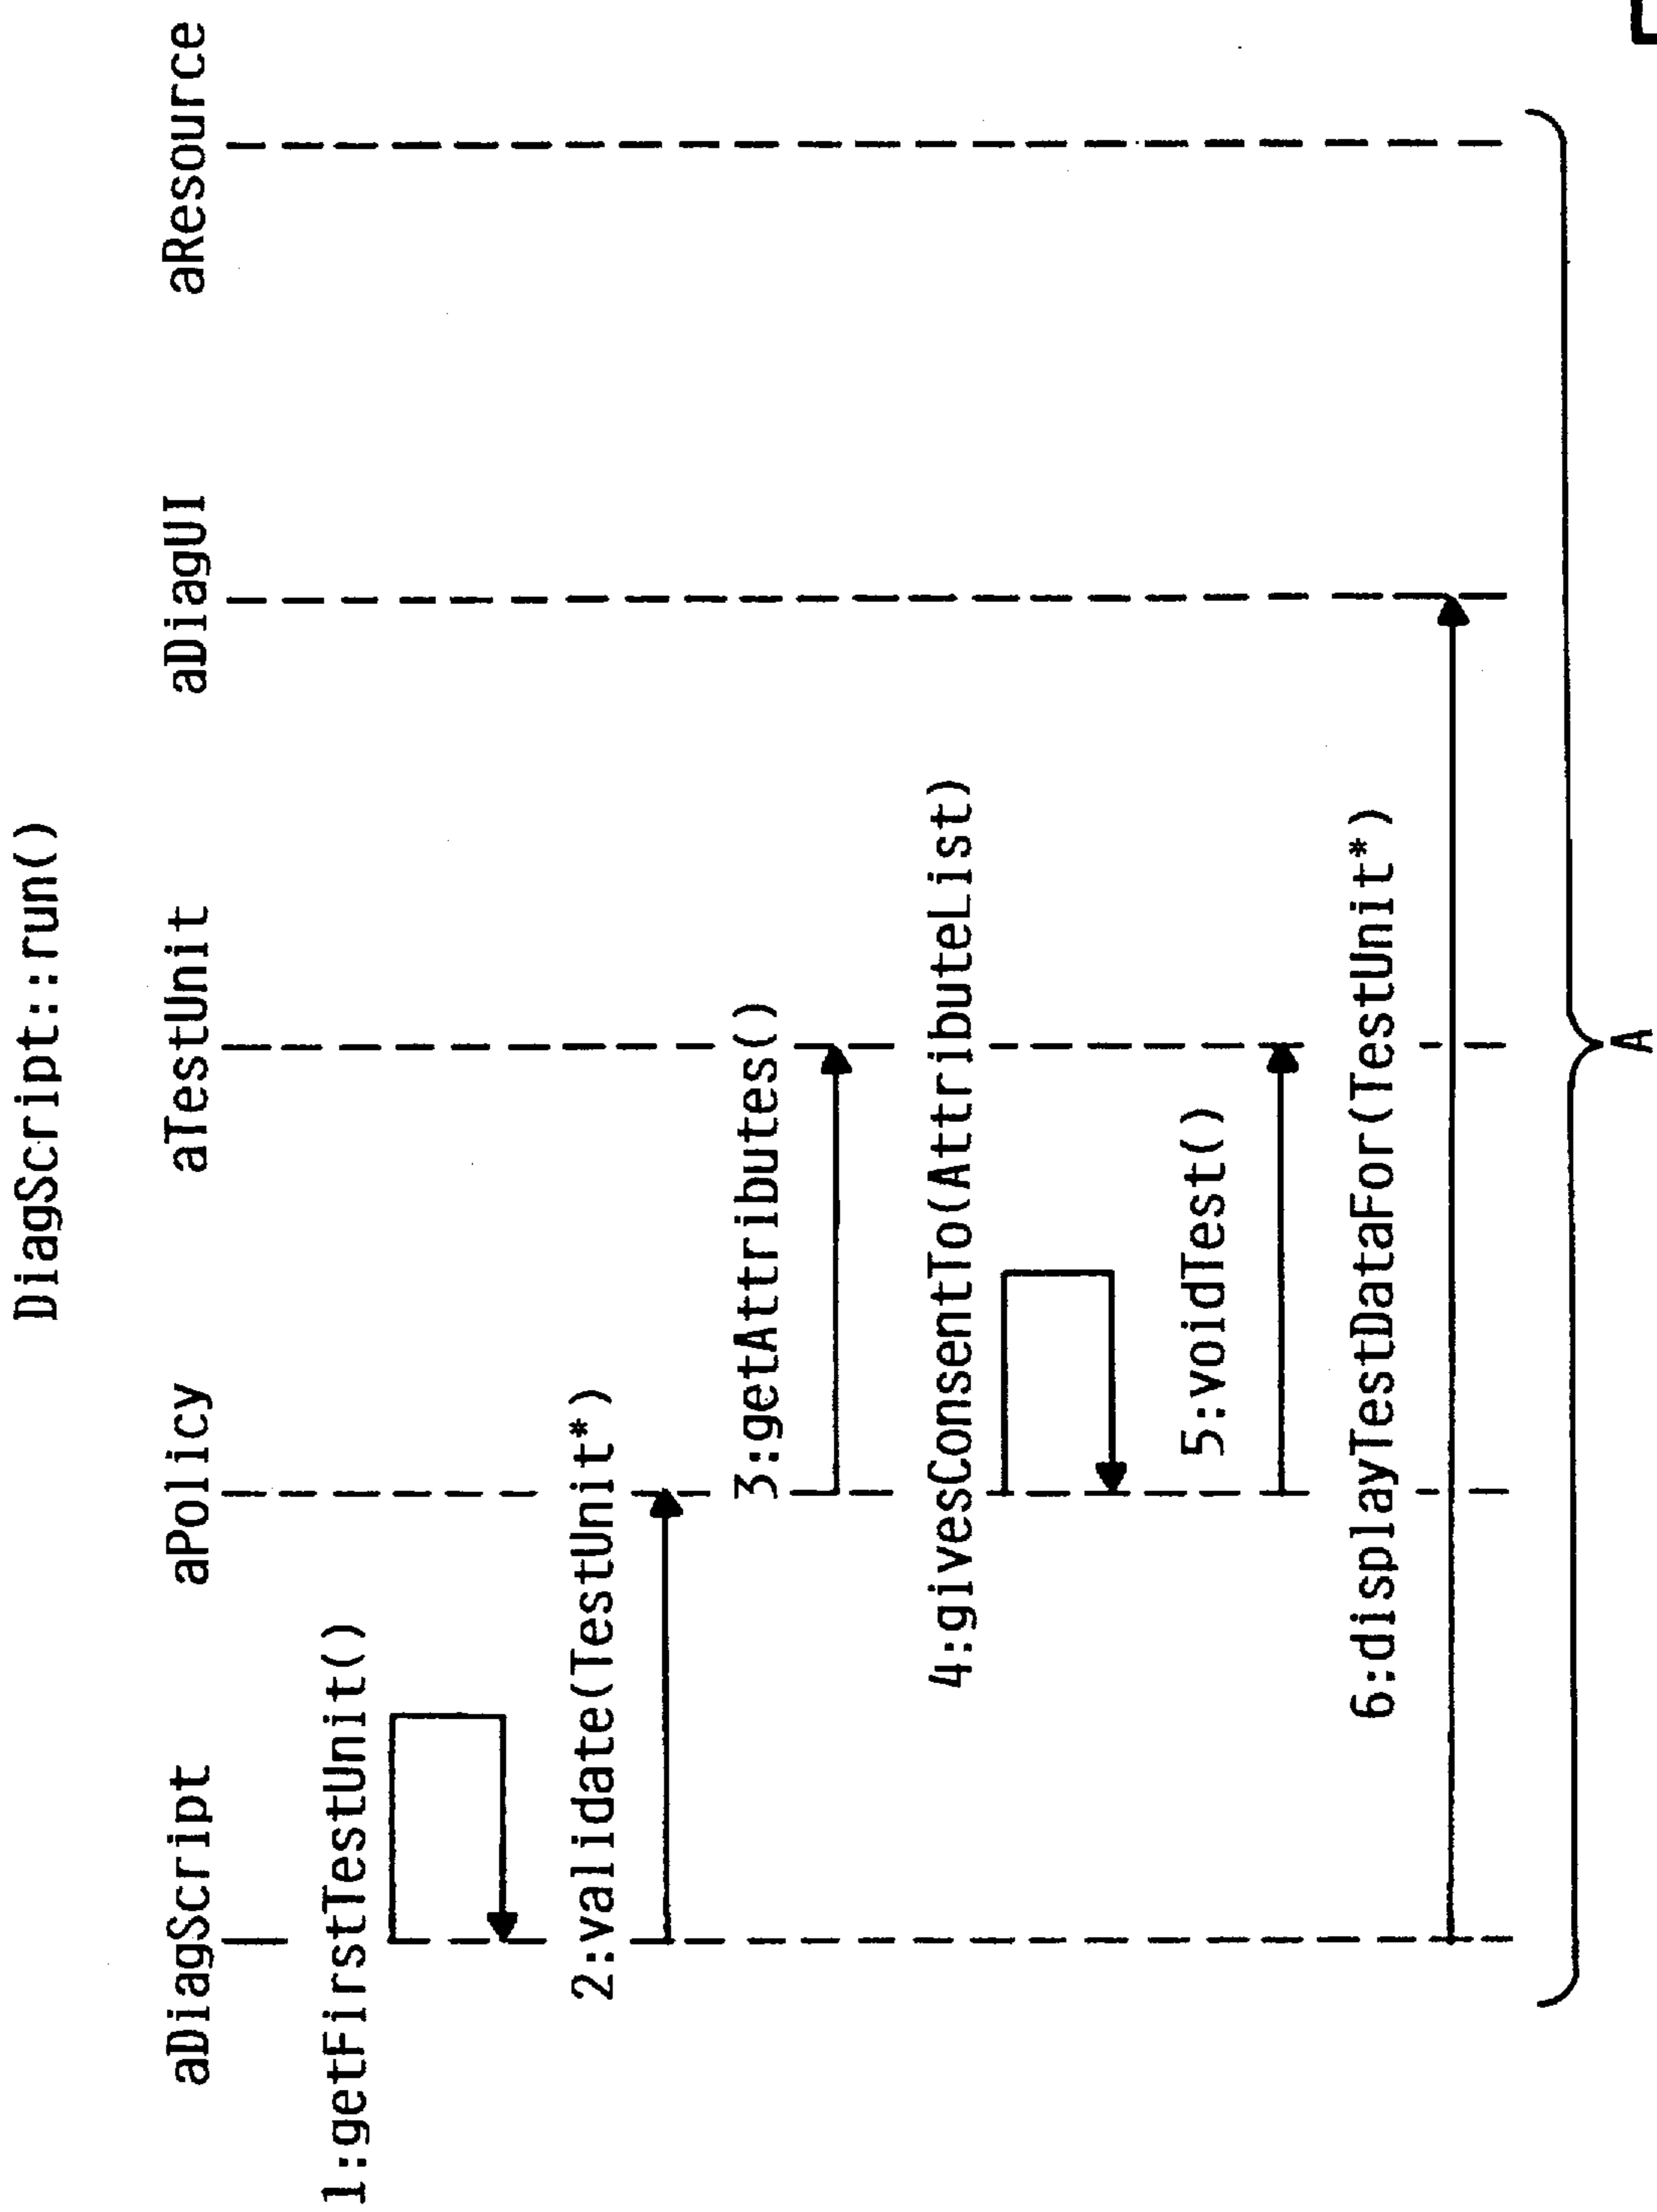 DiagScript::run()
aDiagScript aPolicy aTestUnit aDiagUI aResource
1:getFirstTestUnit()
2:validate(TestUnit*)
3:getAttributes()
4:givesConsentTo(AttributeList)
5:voidTest()
6:displayTestDataFor(TestUnit*)
A